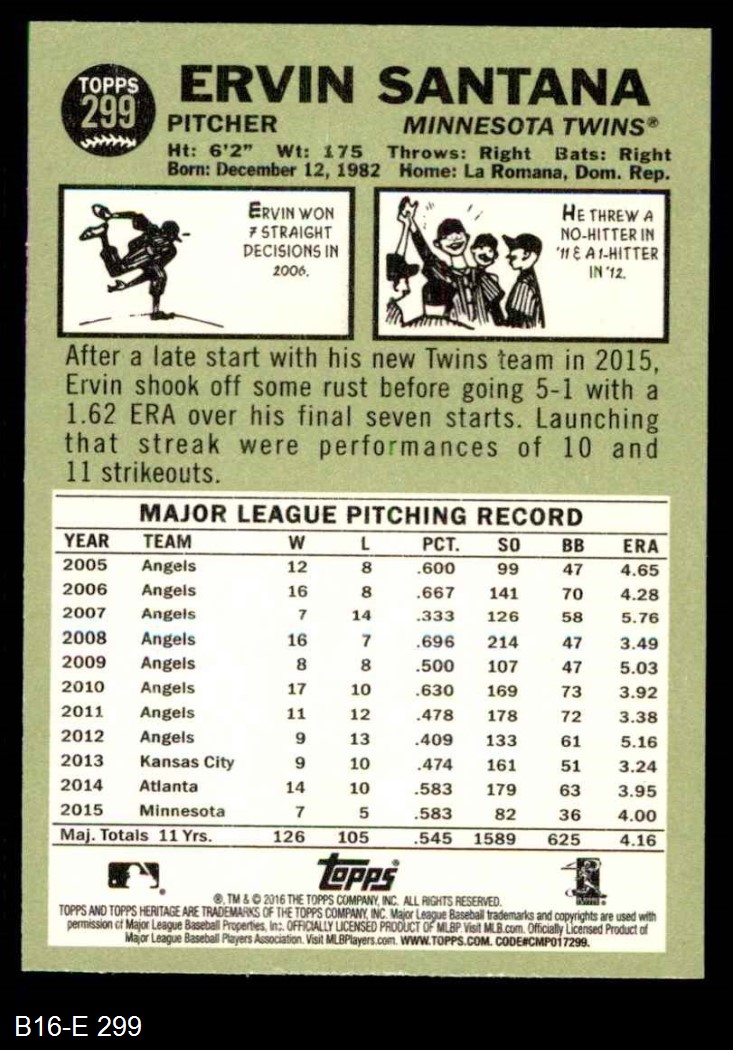 TOPPS
299
ERVIN SANTANA
PITCHER MINNESOTA TWINS®
Ht: 6'2" Wt: 175 Throws: Right Bats: Right
Born: December 12, 1982 Home: La Romana, Dom. Rep.
ERVIN WON
7 STRAIGHT
DECISIONS IN
2006.
HE THREW A
NO-HITTER IN
'11 & A 1-HITTER
IN '12.
After a late start with his new Twins team in 2015,
Ervin shook off some rust before going 5-1 with a
1.62 ERA over his final seven starts. Launching
that streak were performances of 10 and
11 strikeouts.
MAJOR LEAGUE PITCHING RECORD
YEAR TEAM W L PCT. SO BB ERA
2005 Angels 12 8 .600 99 47 4.65
2006 Angels 16 8 .667 141 70 4.28
2007 Angels 7 14 .333 126 58 5.76
2008 Angels 16 7 .696 214 47 3.49
2009 Angels 8 8 .500 107 47 5.03
2010 Angels 17 10 .630 169 73 3.92
2011 Angels 11 12 .478 178 72 3.38
2012 Angels 9 13 .409 133 61 5.16
2013 Kansas City 9 10 .474 161 51 3.24
2014 Atlanta 14 10 .583 179 63 3.95
2015 Minnesota 7 5 .583 82 36 4.00
Maj. Totals 11 Yrs. 126 105 .545 1589 625 4.16
Topps
®, TM & © 2016 THE TOPPS COMPANY, INC. ALL RIGHTS RESERVED.
TOPPS AND TOPPS HERITAGE ARE TRADEMARKS OF THE TOPPS COMPANY, INC. Major League Baseball trademarks and copyrights are used with
permission of Major League Baseball Properties, Inc. OFFICIALLY LICENSED PRODUCT OF MLBP Visit MLB.com. Officially Licensed Product of
Major League Baseball Players Association. Visit MLBPlayers.com. WWW.TOPPS.COM. CODE#CMP017299.
B16-E 299